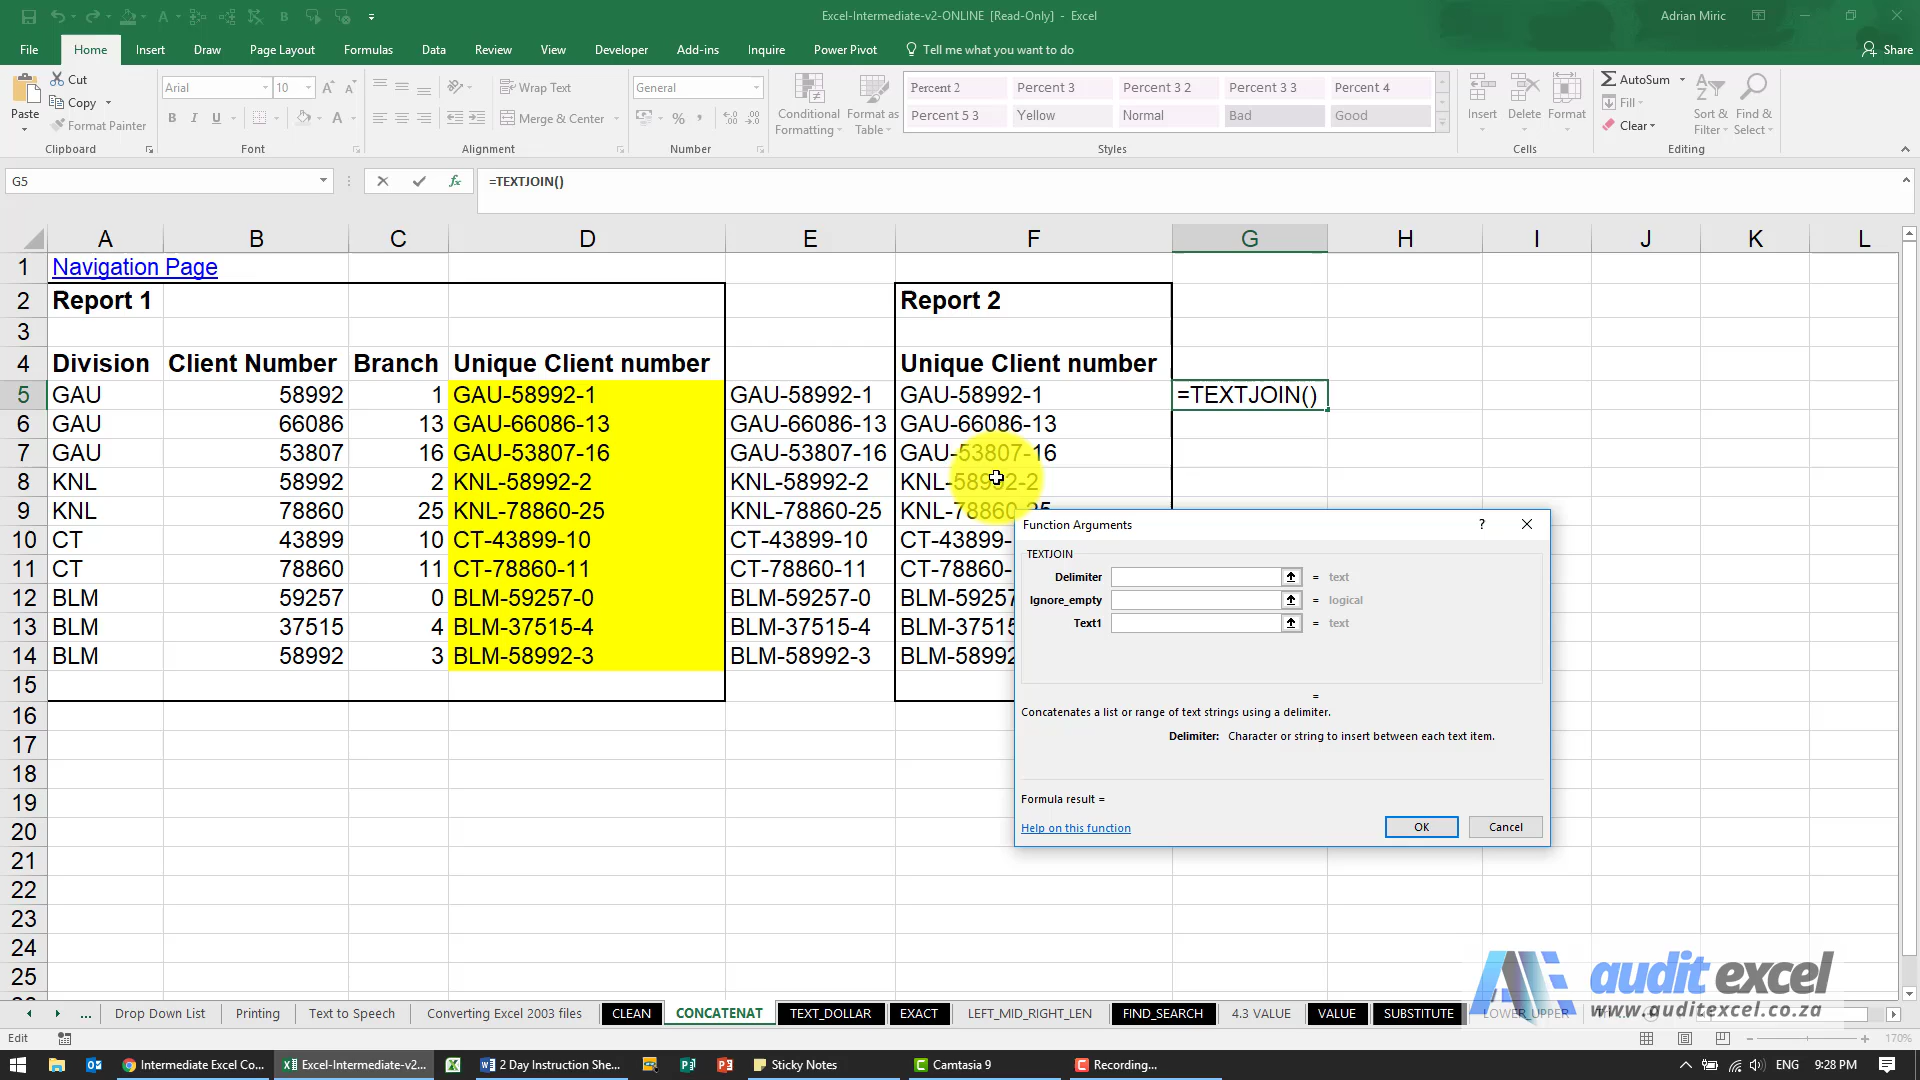 Excel-Intermediate-v2-ONLINE [Read-Only] - Excel
Adrian Miric
File Home Insert Draw Page Layout Formulas Data Review View Developer Add-ins Inquire Power Pivot Tell me what you want to do Share
Paste Cut Copy Format Painter
Arial 10
B I U
Wrap Text
Merge & Center
General
Conditional Formatting
Format as Table
Percent 2 Percent 3 Percent 3 2 Percent 3 3 Percent 4
Percent 5 3 Yellow Normal Bad Good
Insert Delete Format
AutoSum
Fill
Clear
Sort & Filter
Find & Select
Clipboard Font Alignment Number Styles Cells Editing
G5 fx =TEXTJOIN()
A B C D E F G H I J K L
1 Navigation Page
2 Report 1 Report 2
3
4 Division Client Number Branch Unique Client number Unique Client number
5 GAU 58992 1 GAU-58992-1 GAU-58992-1 GAU-58992-1 =TEXTJOIN()
6 GAU 66086 13 GAU-66086-13 GAU-66086-13 GAU-66086-13
7 GAU 53807 16 GAU-53807-16 GAU-53807-16 GAU-53807-16
8 KNL 58992 2 KNL-58992-2 KNL-58992-2 KNL-58992-2
9 KNL 78860 25 KNL-78860-25 KNL-78860-25 KNL-78860-25
10 CT 43899 10 CT-43899-10 CT-43899-10 CT-43899-
11 CT 78860 11 CT-78860-11 CT-78860-11 CT-78860-
12 BLM 59257 0 BLM-59257-0 BLM-59257-0 BLM-59257
13 BLM 37515 4 BLM-37515-4 BLM-37515-4 BLM-37515
14 BLM 58992 3 BLM-58992-3 BLM-58992-3 BLM-58992
15
16
17
18
19
20
21
22
23
24
25
Function Arguments ?
TEXTJOIN
Delimiter = text
Ignore_empty = logical
Text1 = text
=
Concatenates a list or range of text strings using a delimiter.
Delimiter: Character or string to insert between each text item.
Formula result =
Help on this function
OK Cancel
audit excel
www.auditexcel.co.za
... Drop Down List Printing Text to Speech Converting Excel 2003 files CLEAN CONCATENAT TEXT_DOLLAR EXACT LEFT_MID_RIGHT_LEN FIND_SEARCH 4.3 VALUE VALUE SUBSTITUTE LOWER_UPPER
Edit 170%
Intermediate Excel Co... Excel-Intermediate-v2... 2 Day Instruction She... Sticky Notes Camtasia 9 Recording... ENG 9:28 PM